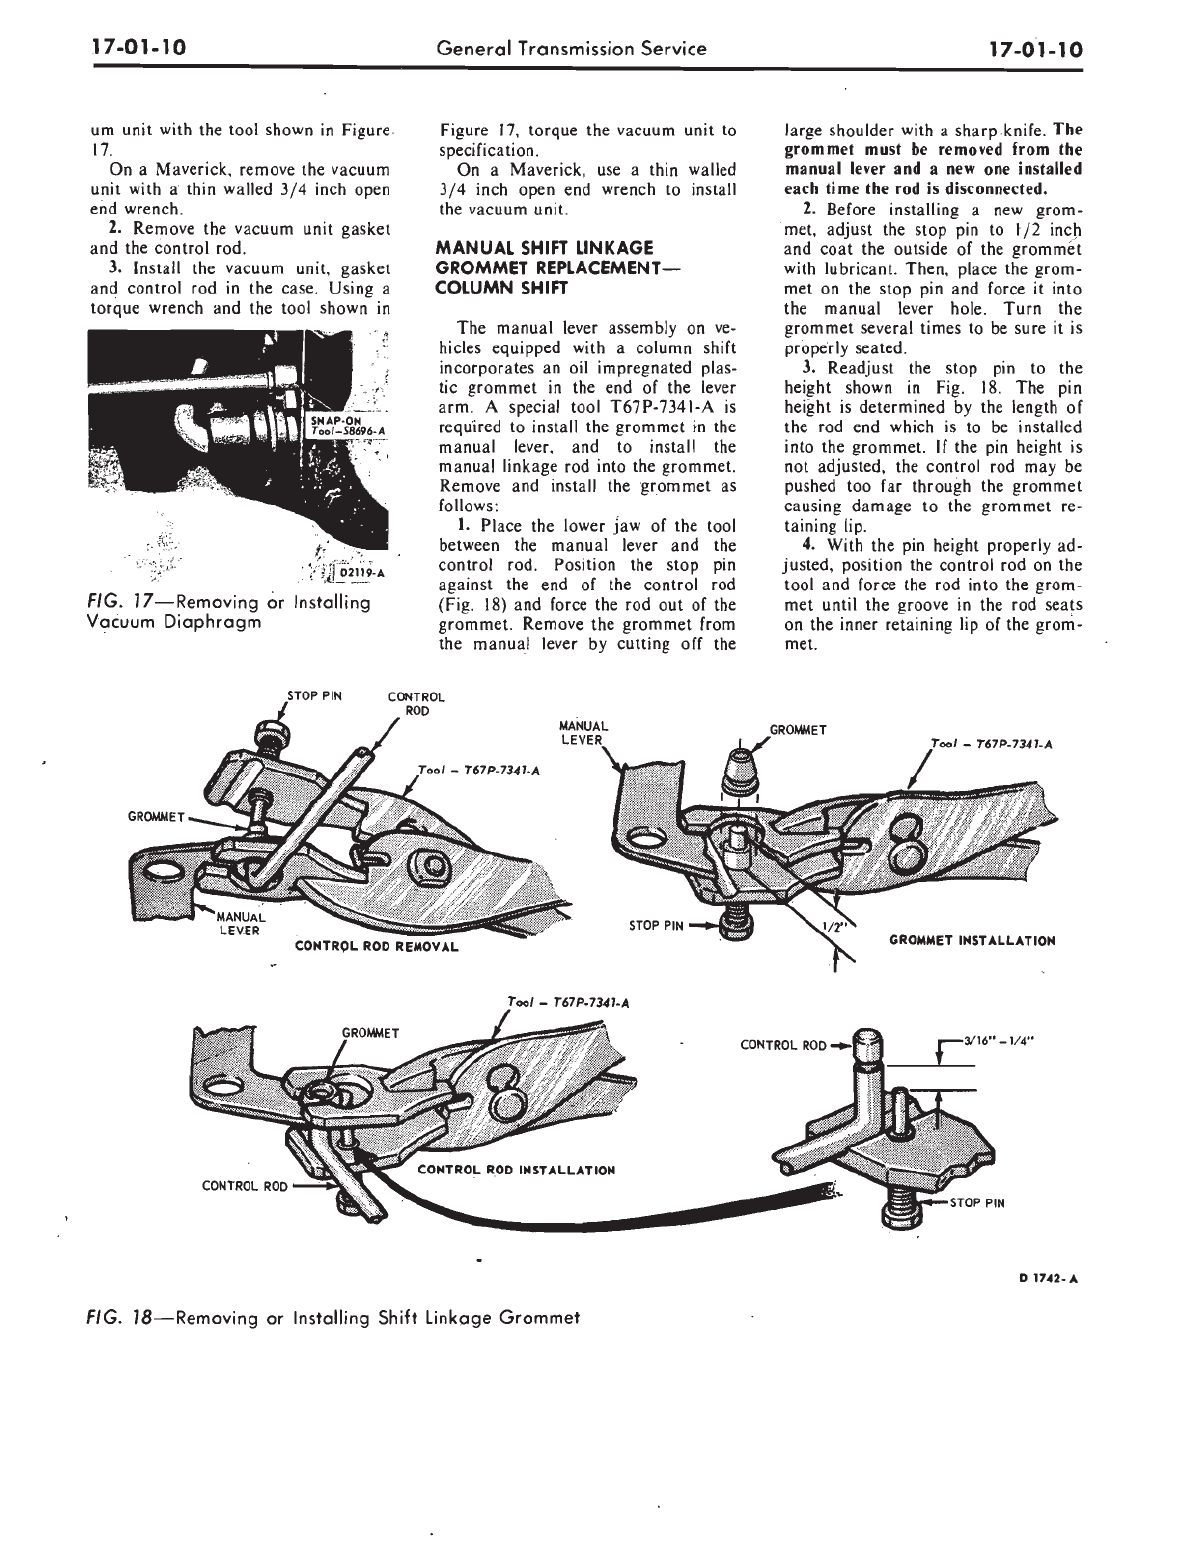 17-01-10
General Transmission Service
17-01-10
um unit with the tool shown in Figure
17.
On a Maverick, remove the vacuum
unit with a thin walled 3/4 inch open
end wrench.
2. Remove the vacuum unit gasket
and the control rod.
3. Install the vacuum unit, gasket
and control rod in the case. Using a
torque wrench and the tool shown in
SNAP-ON
Tool-S8696-A
D2119-A
FIG. 17—Removing or Installing
Vacuum Diaphragm
Figure 17, torque the vacuum unit to
specification.
On a Maverick, use a thin walled
3/4 inch open end wrench to install
the vacuum unit.
MANUAL SHIFT LINKAGE
GROMMET REPLACEMENT—
COLUMN SHIFT
The manual lever assembly on ve-
hicles equipped with a column shift
incorporates an oil impregnated plas-
tic grommet in the end of the lever
arm. A special tool T67P-7341-A is
required to install the grommet in the
manual lever, and to install the
manual linkage rod into the grommet.
Remove and install the grommet as
follows:
1. Place the lower jaw of the tool
between the manual lever and the
control rod. Position the stop pin
against the end of the control rod
(Fig. 18) and force the rod out of the
grommet. Remove the grommet from
the manual lever by cutting off the
large shoulder with a sharp knife. The
grommet must be removed from the
manual lever and a new one installed
each time the rod is disconnected.
2. Before installing a new grom-
met, adjust the stop pin to 1/2 inch
and coat the outside of the grommet
with lubricant. Then, place the grom-
met on the stop pin and force it into
the manual lever hole. Turn the
grommet several times to be sure it is
properly seated.
3. Readjust the stop pin to the
height shown in Fig. 18. The pin
height is determined by the length of
the rod end which is to be installed
into the grommet. If the pin height is
not adjusted, the control rod may be
pushed too far through the grommet
causing damage to the grommet re-
taining lip.
4. With the pin height properly ad-
justed, position the control rod on the
tool and force the rod into the grom-
met until the groove in the rod seats
on the inner retaining lip of the grom-
met.
STOP PIN
CONTROL
ROD
Tool - T67P-7341-A
GROMMET
MANUAL
LEVER
CONTROL ROD REMOVAL
MANUAL
LEVER
GROMMET
Tool - T67P-7341-A
STOP PIN
1/2"
GROMMET INSTALLATION
Tool - T67P-7341-A
GROMMET
CONTROL ROD INSTALLATION
CONTROL ROD
CONTROL ROD
3/16" - 1/4"
STOP PIN
D 1742-A
FIG. 18—Removing or Installing Shift Linkage Grommet